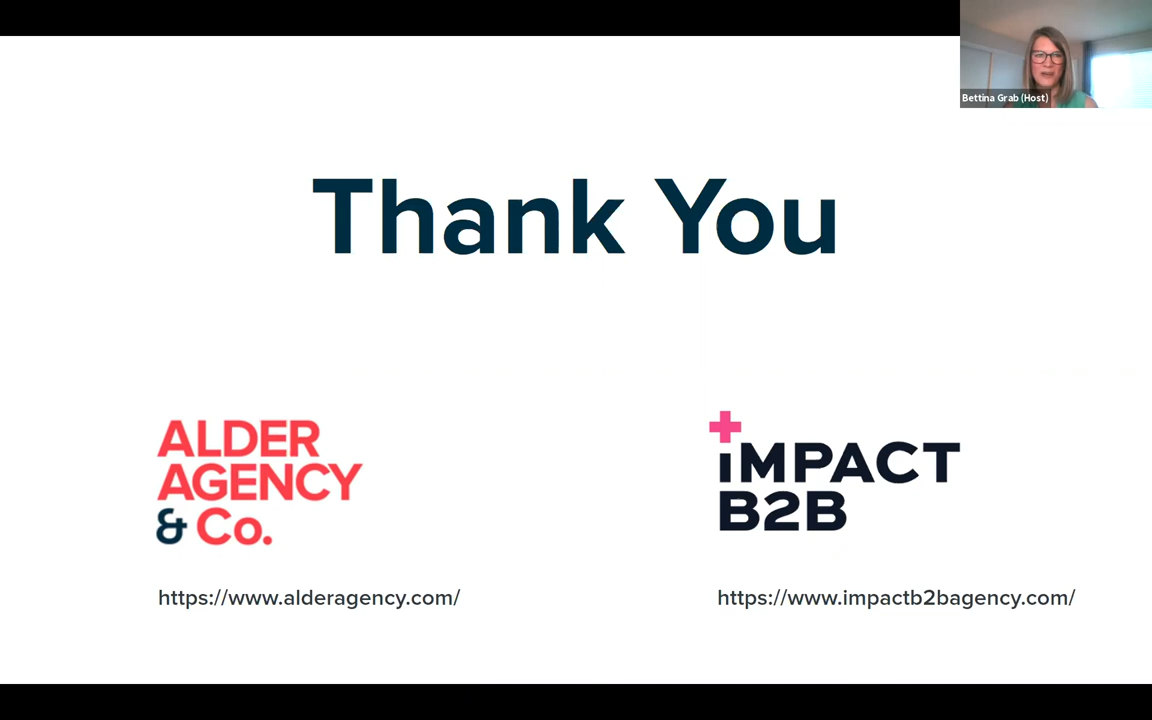 Bettina Grab (Host)
Thank You
ALDER
AGENCY
& Co.
https://www.alderagency.com/
iMPACT
B2B
https://www.impactb2bagency.com/